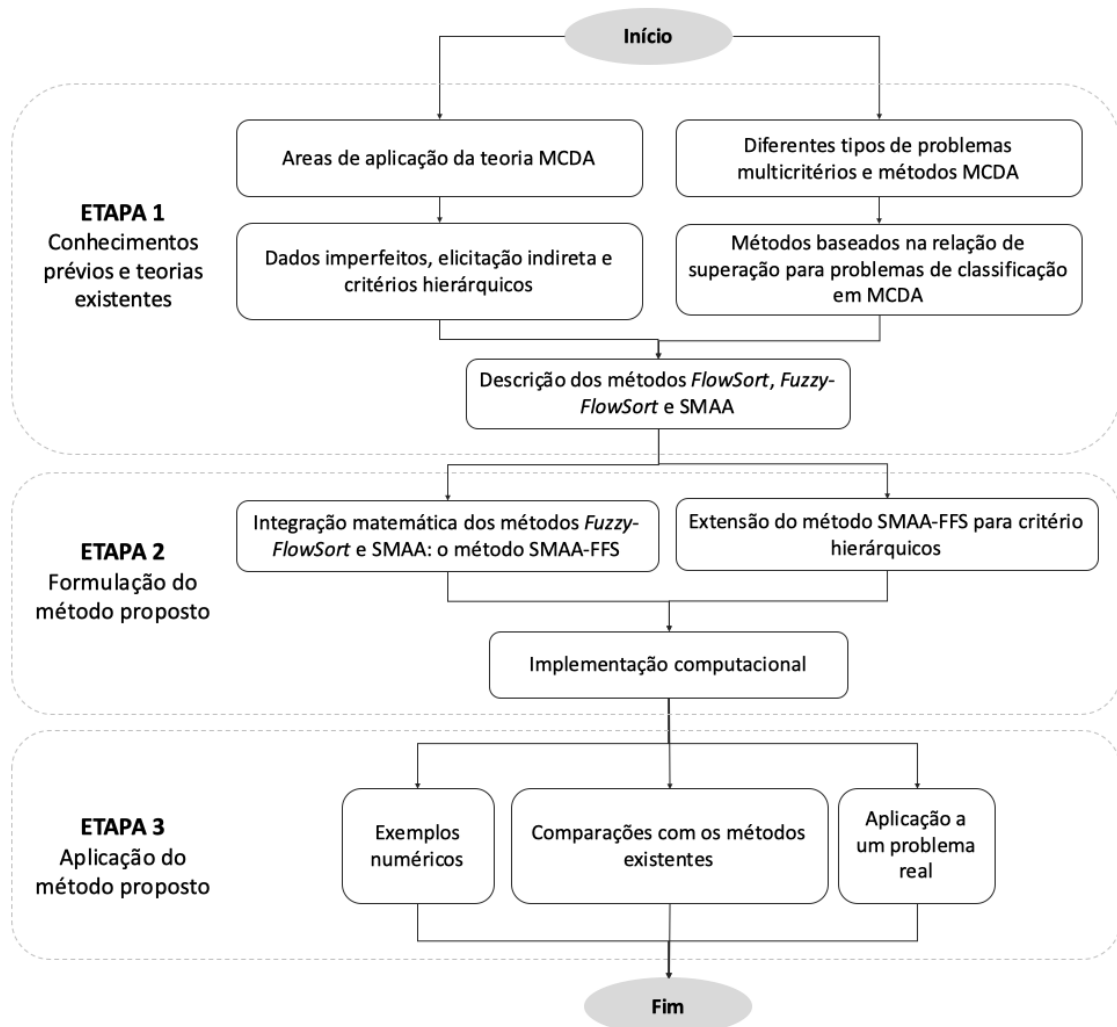 Início
ETAPA 1
Conhecimentos
prévios e teorias
existentes
Areas de aplicação da teoria MCDA
Diferentes tipos de problemas
multicritérios e métodos MCDA
Dados imperfeitos, elicitação indireta e
critérios hierárquicos
Métodos baseados na relação de
superação para problemas de classificação
em MCDA
Descrição dos métodos FlowSort, Fuzzy-
FlowSort e SMAA
ETAPA 2
Formulação do
método proposto
Integração matemática dos métodos Fuzzy-
FlowSort e SMAA: o método SMAA-FFS
Extensão do método SMAA-FFS para critério
hierárquicos
Implementação computacional
ETAPA 3
Aplicação do
método proposto
Exemplos
numéricos
Comparações com os métodos
existentes
Aplicação a
um problema
real
Fim